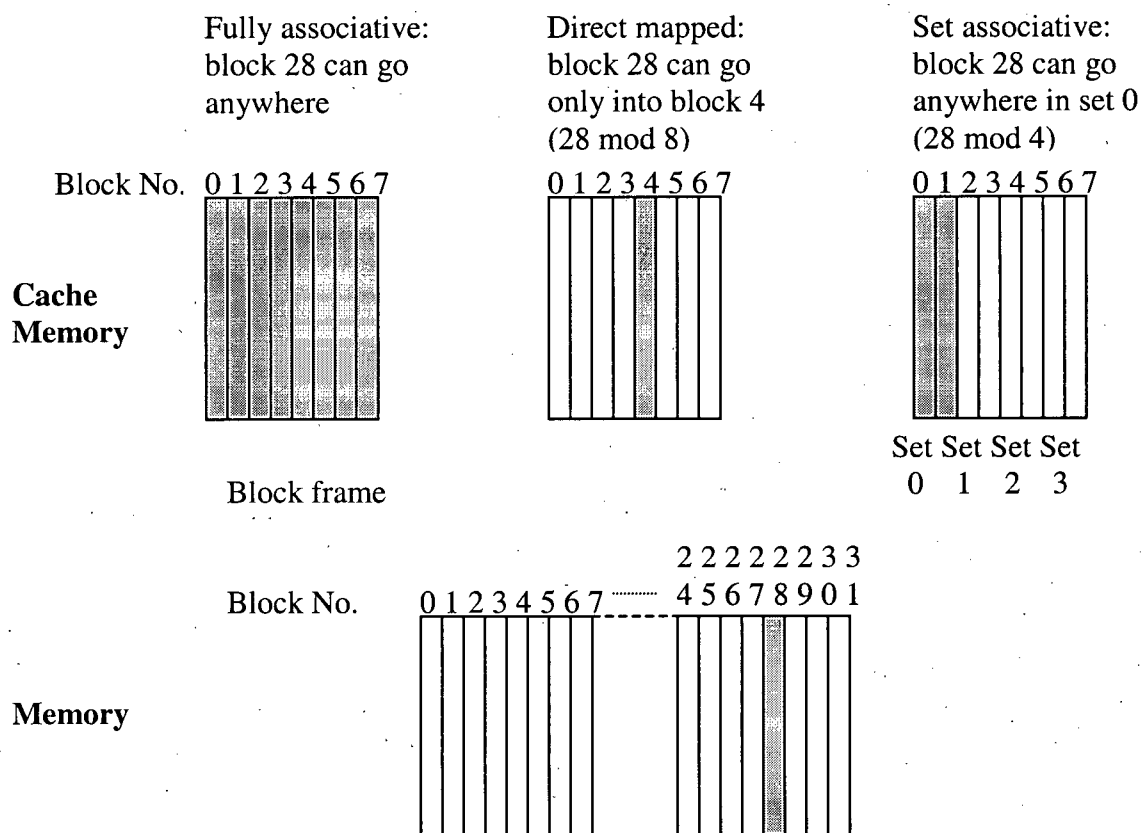 Fully associative:
block 28 can go
anywhere
Direct mapped:
block 28 can go
only into block 4
(28 mod 8)
Set associative:
block 28 can go
anywhere in set 0
(28 mod 4)
Block No. 0 1 2 3 4 5 6 7
0 1 2 3 4 5 6 7
0 1 2 3 4 5 6 7
Cache
Memory
Set Set Set Set
0 1 2 3
Block frame
2 2 2 2 2 2 3 3
Block No. 0 1 2 3 4 5 6 7 ........... 4 5 6 7 8 9 0 1
Memory